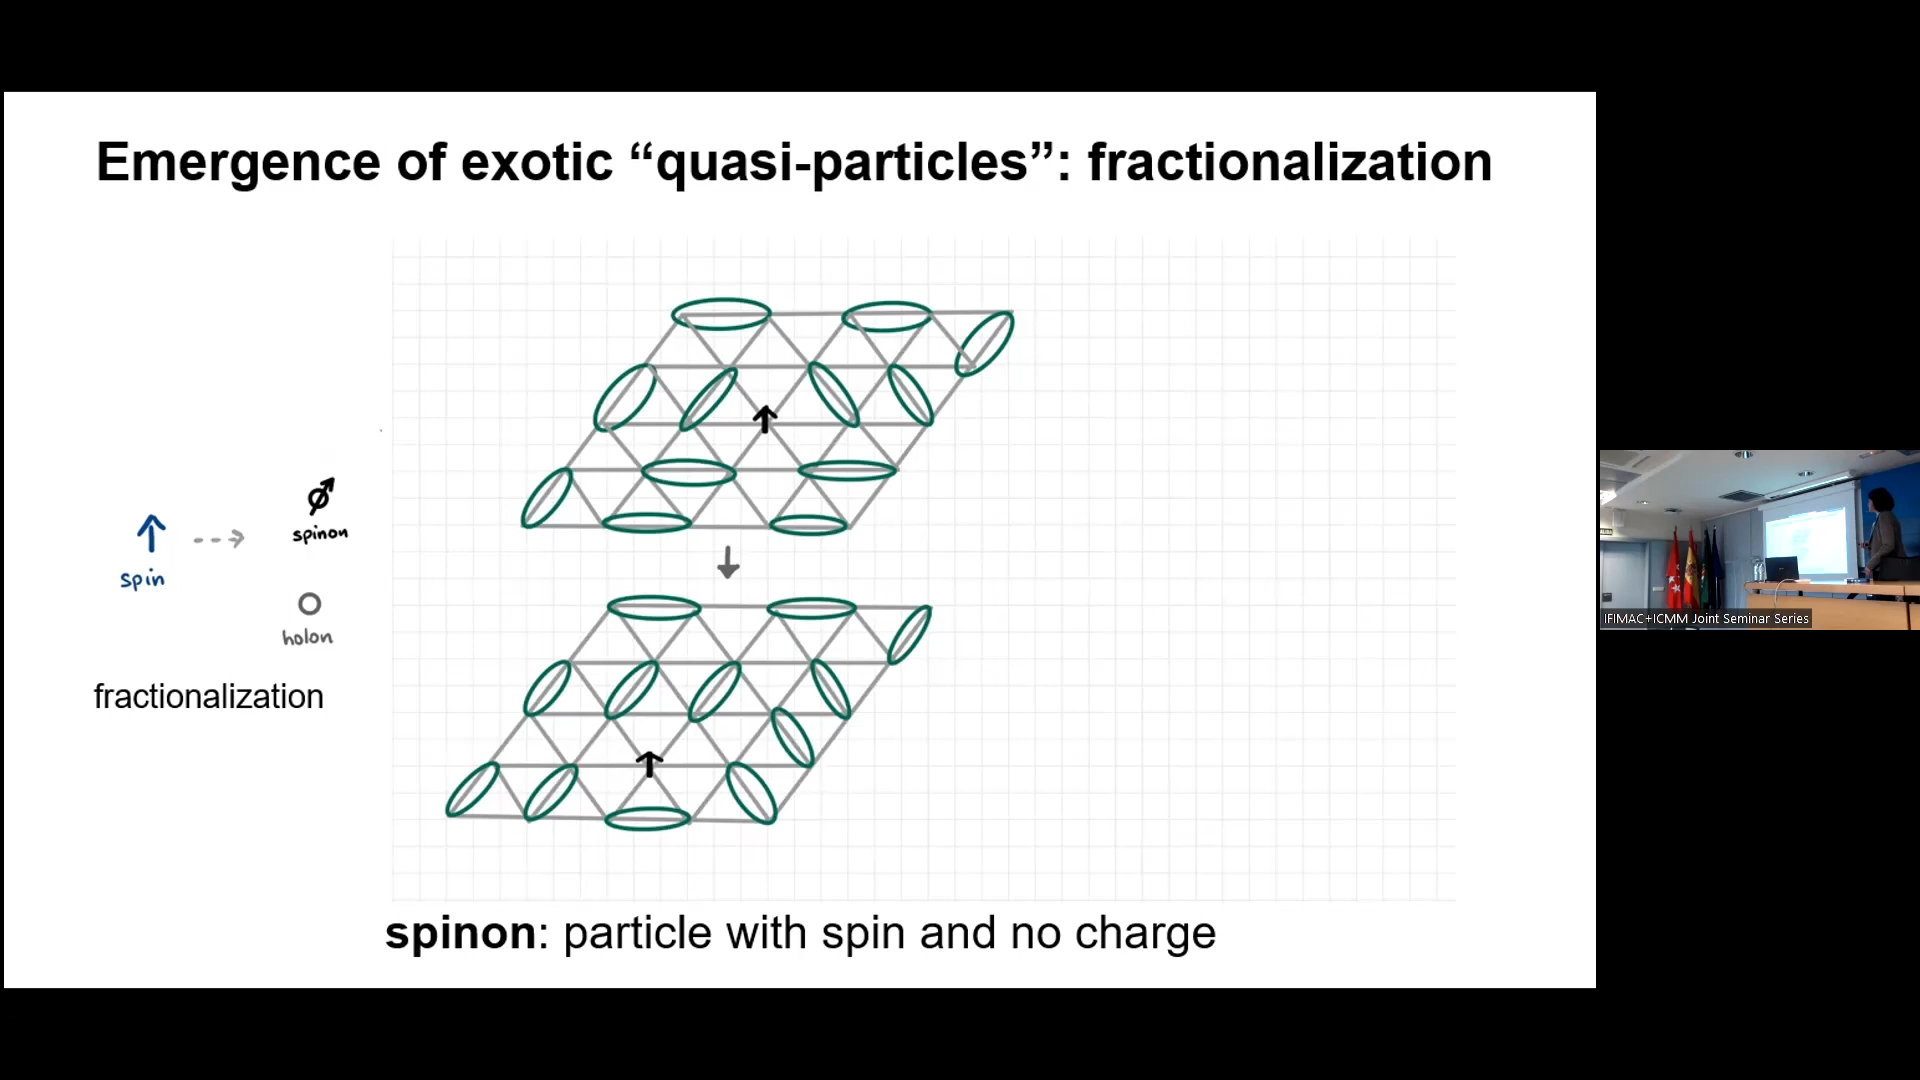 Emergence of exotic “quasi-particles”: fractionalization
spinon
spin
holon
fractionalization
spinon: particle with spin and no charge
IFIMAC+ICMM Joint Seminar Series